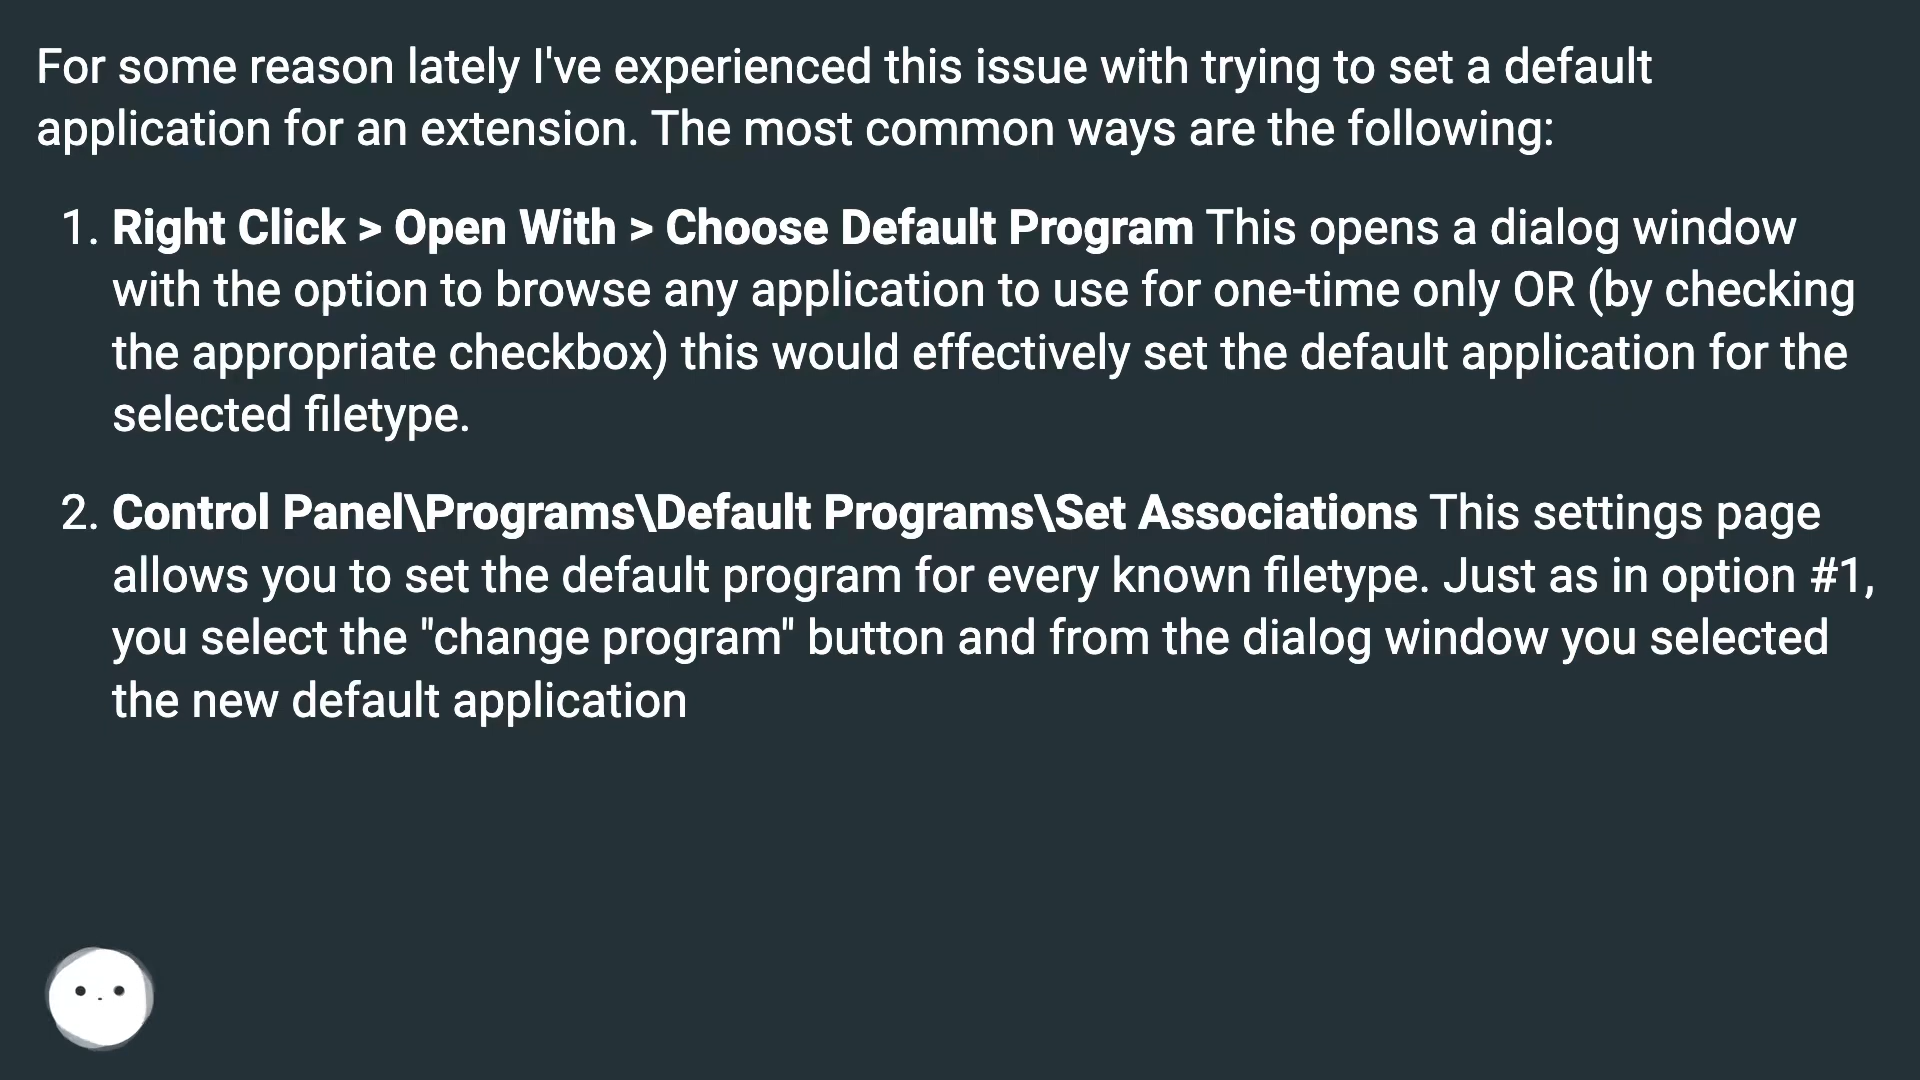 For some reason lately I've experienced this issue with trying to set a default
application for an extension. The most common ways are the following:
1. Right Click > Open With > Choose Default Program This opens a dialog window
with the option to browse any application to use for one-time only OR (by checking
the appropriate checkbox) this would effectively set the default application for the
selected filetype.
2. Control Panel\Programs\Default Programs\Set Associations This settings page
allows you to set the default program for every known filetype. Just as in option #1,
you select the "change program" button and from the dialog window you selected
the new default application